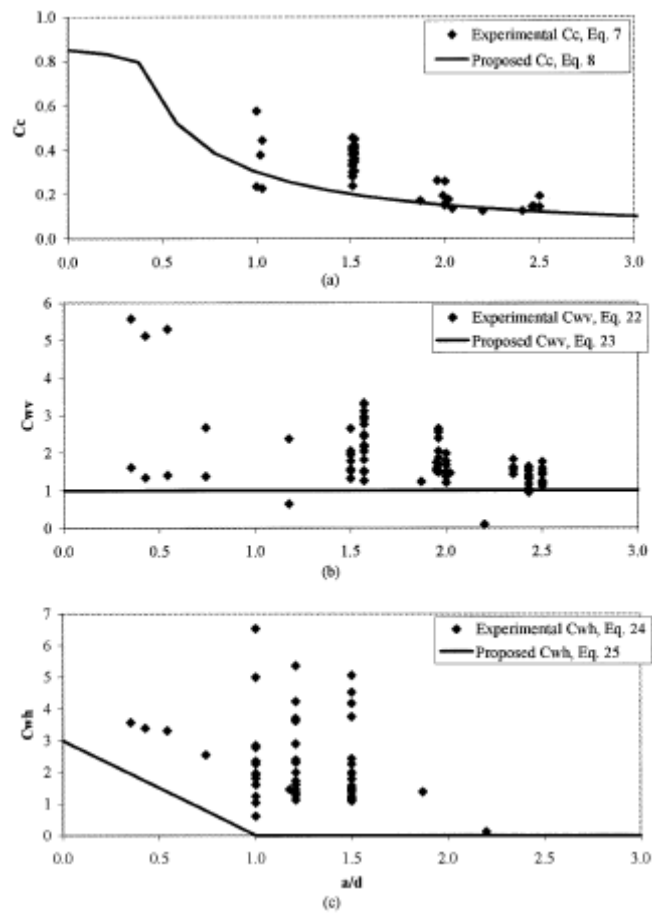 1.0
0.8
0.6
0.4
0.2
0.0
Cc
Experimental Cc, Eq. 7
Proposed Cc, Eq. 8
0.0 0.5 1.0 1.5 2.0 2.5 3.0
(a)
6
5
4
3
2
1
0
Cwv
Experimental Cwv, Eq. 22
Proposed Cwv, Eq. 23
0.0 0.5 1.0 1.5 2.0 2.5 3.0
(b)
7
6
5
4
3
2
1
0
Cwh
Experimental Cwh, Eq. 24
Proposed Cwh, Eq. 25
0.0 0.5 1.0 1.5 2.0 2.5 3.0
a/d
(c)